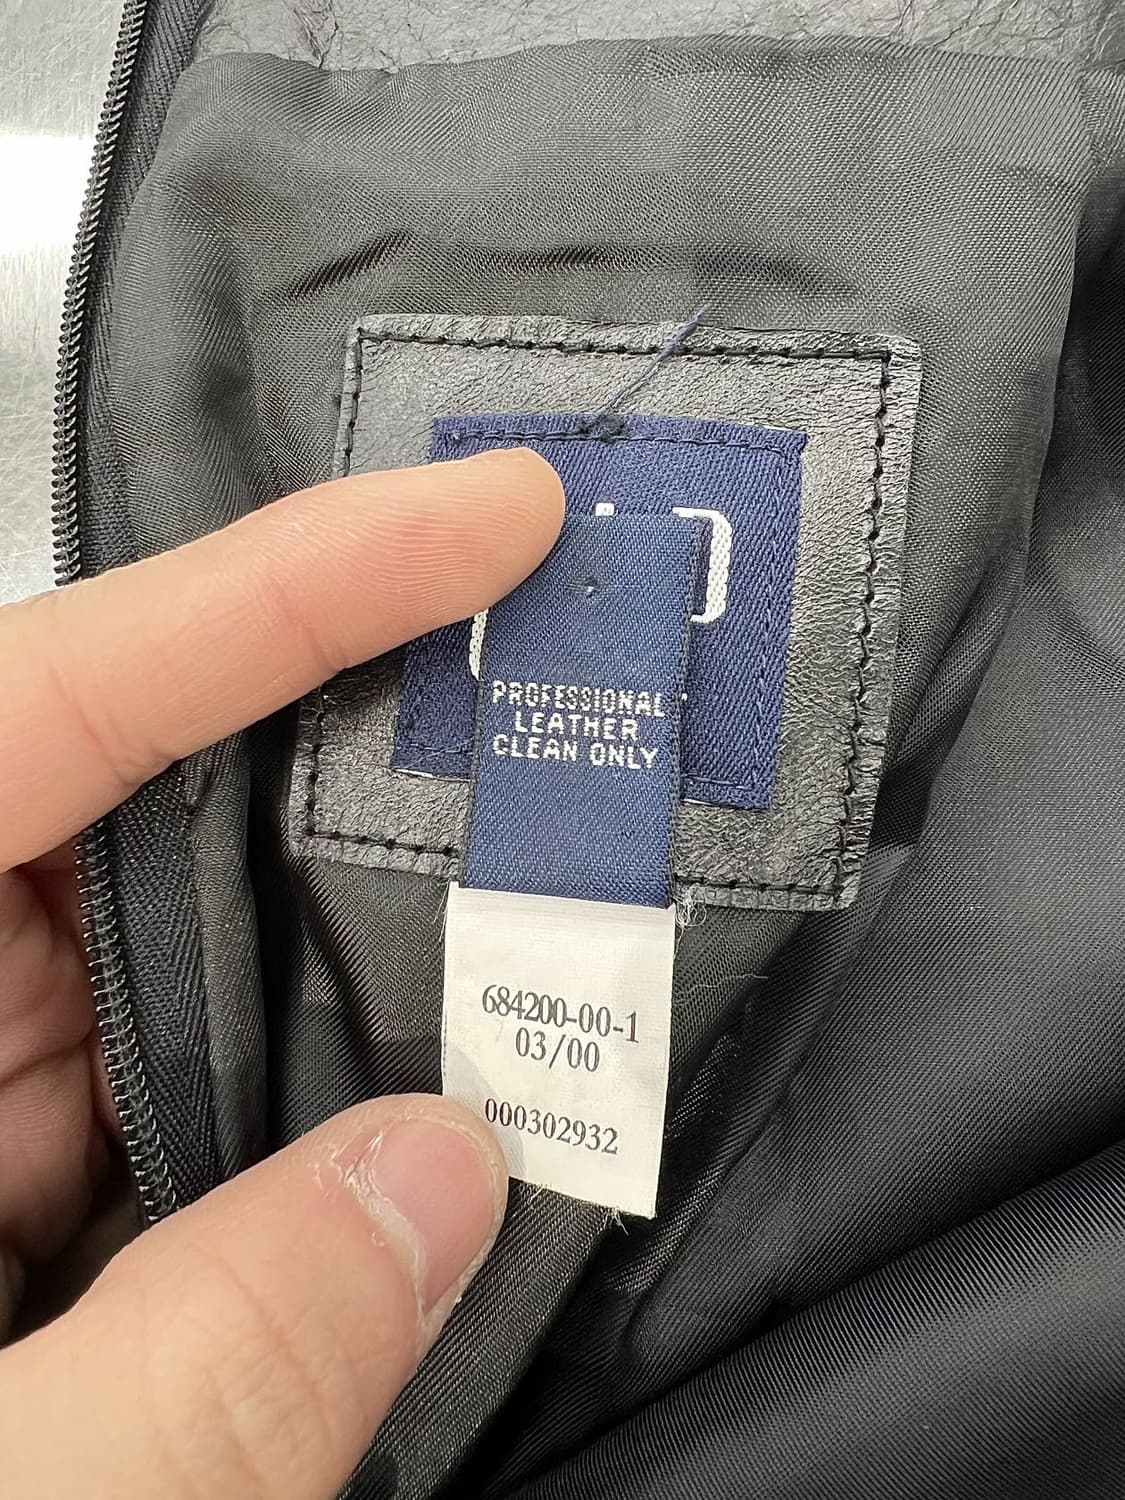 PROFESSIONAL
LEATHER
CLEAN ONLY
684200-00-1
03/00
000302932